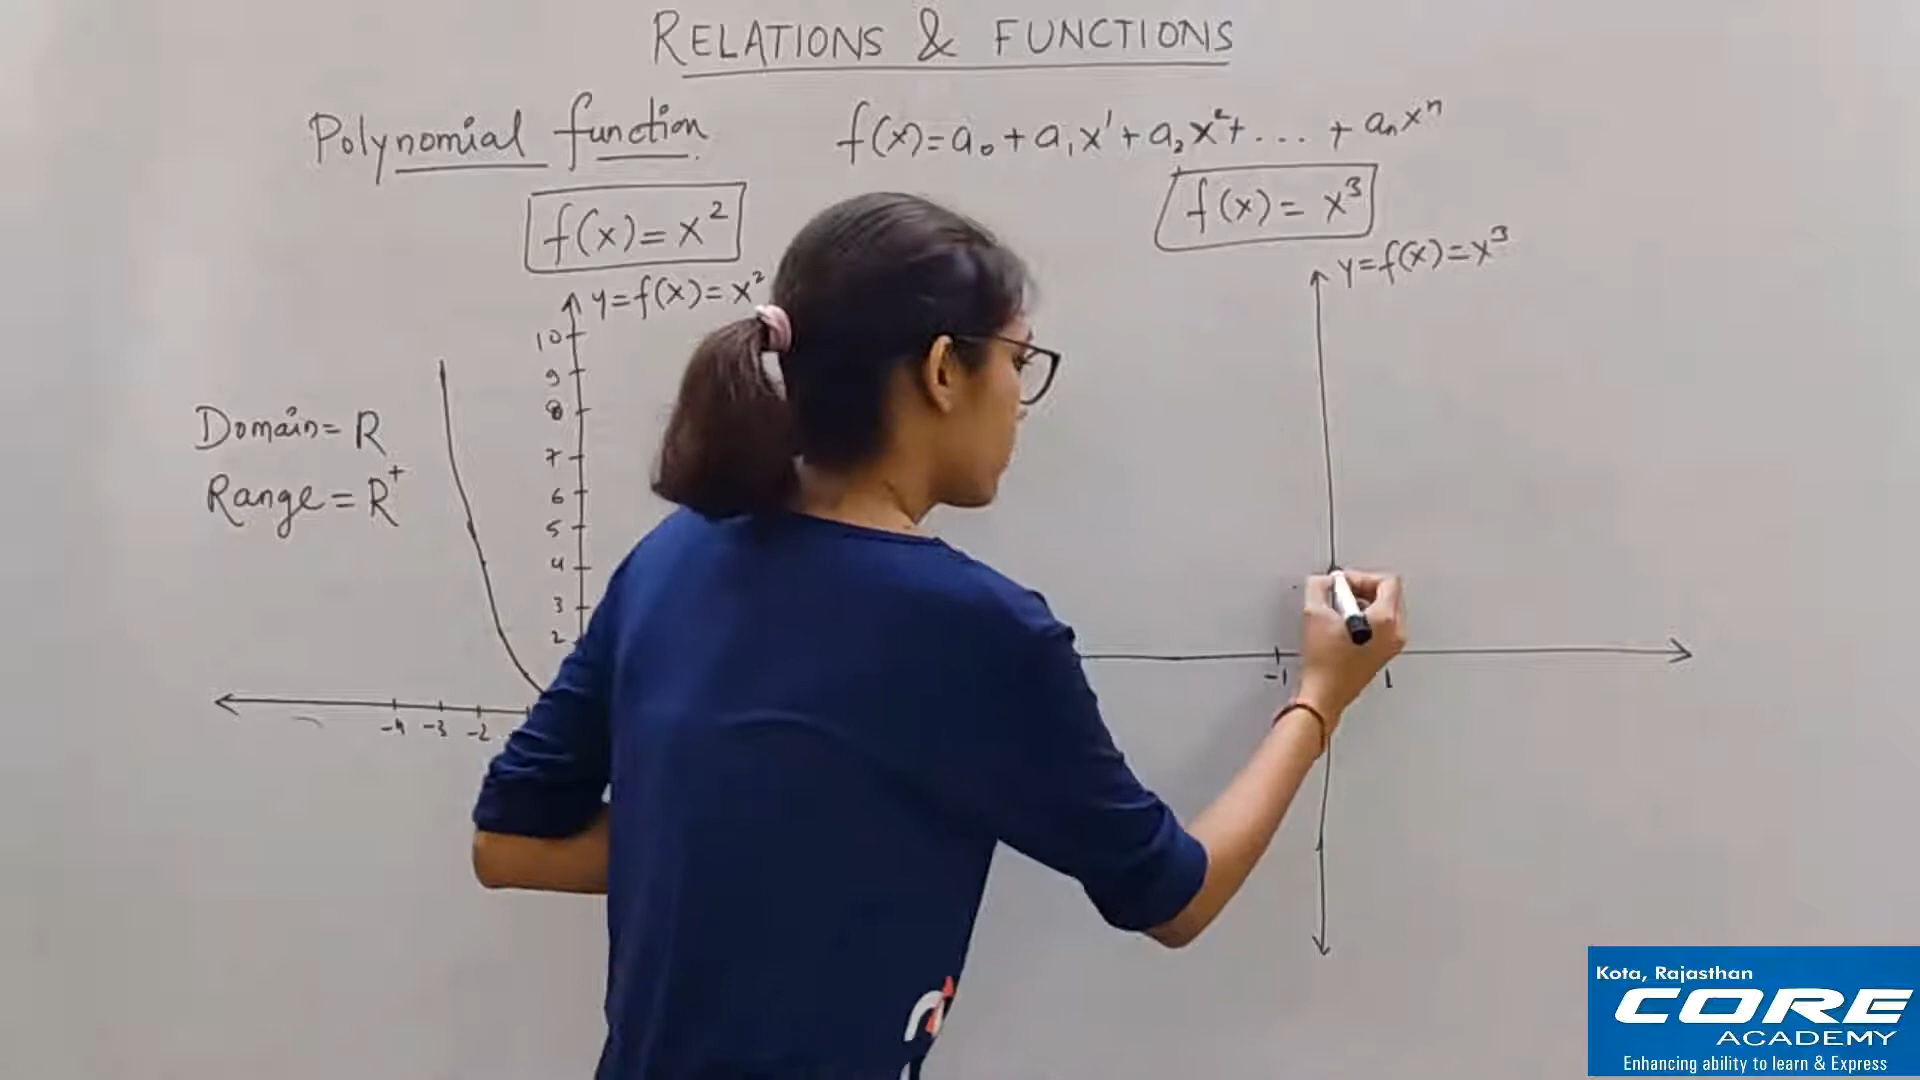 RELATIONS & FUNCTIONS
Polynomial function
f(x)=a₀+a₁x¹+a₂x²+...+aₙxⁿ
f(x)=x²
f(x)=x³
y=f(x)=x²
y=f(x)=x³
10
9
8
7
6
5
4
3
2
Domain=R
Range=R⁺
-4 -3 -2
-1 1
Kota, Rajasthan
CORE
ACADEMY
Enhancing ability to learn & Express